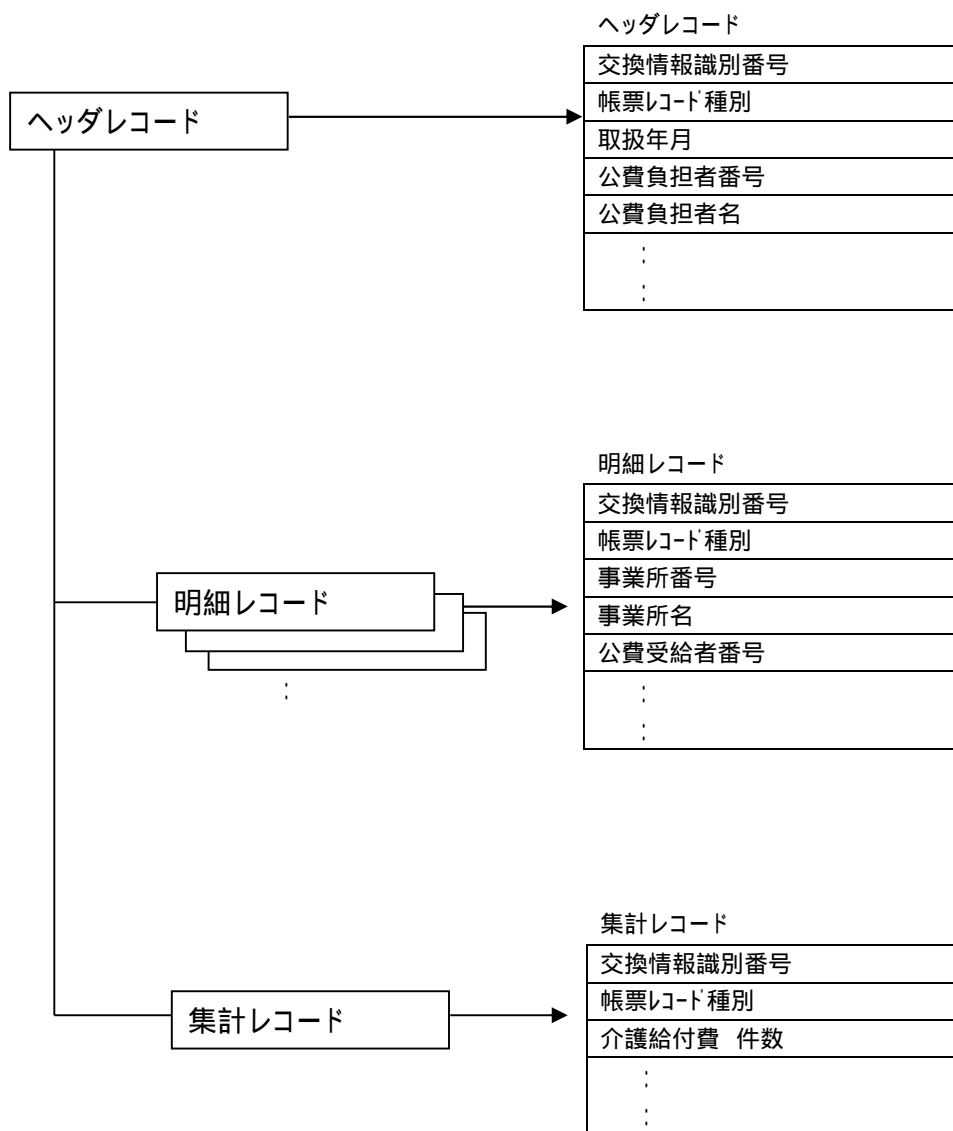 ヘッダレコード
交換情報識別番号
帳票ﾚｺｰﾄﾞ種別
取扱年月
公費負担者番号
公費負担者名
:
:
ヘッダレコード
明細レコード
交換情報識別番号
帳票ﾚｺｰﾄﾞ種別
事業所番号
事業所名
公費受給者番号
:
:
明細レコード
:
集計レコード
交換情報識別番号
帳票ﾚｺｰﾄﾞ種別
介護給付費　件数
:
:
集計レコード